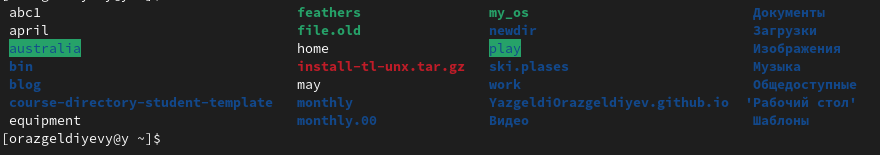 abc1 feathers my_os Документы
april file.old newdir Загрузки
australia home play Изображения
bin install-tl-unx.tar.gz ski.plases Музыка
blog may work Общедоступные
course-directory-student-template monthly YazgeldiOrazgeldiyev.github.io 'Рабочий стол'
equipment monthly.00 Видео Шаблоны
[orazgeldiyevy@y ~]$